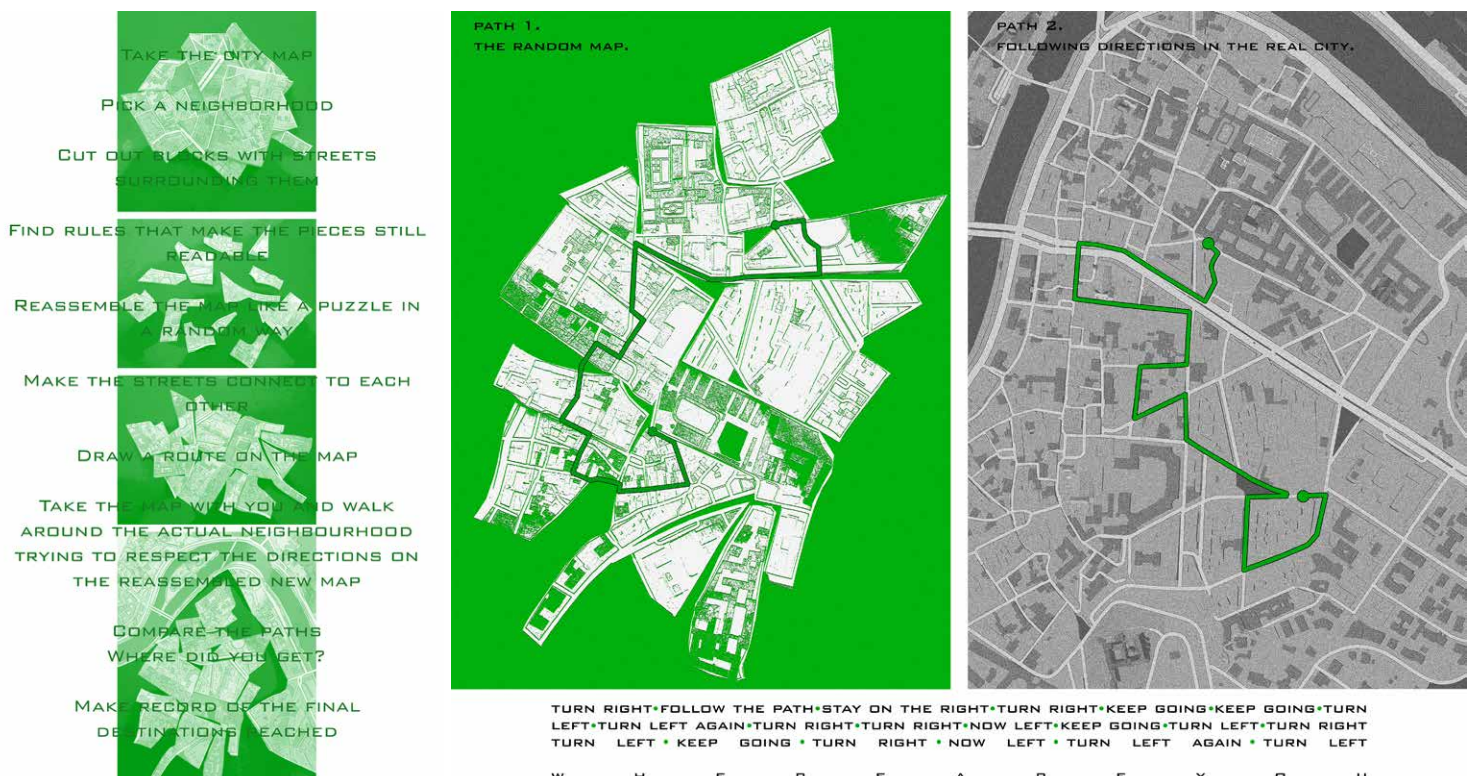 TAKE THE CITY MAP
PICK A NEIGHBORHOOD
CUT OUT BLOCKS WITH STREETS
SURROUNDING THEM
FIND RULES THAT MAKE THE PIECES STILL
READABLE
REASSEMBLE THE MAP LIKE A PUZZLE IN
A RANDOM WAY
MAKE THE STREETS CONNECT TO EACH
OTHER
DRAW A ROUTE ON THE MAP
TAKE THE MAP WITH YOU AND WALK
AROUND THE ACTUAL NEIGHBOURHOOD
TRYING TO RESPECT THE DIRECTIONS ON
THE REASSEMBLED NEW MAP
COMPARE THE PATHS
WHERE DID YOU GET?
MAKE RECORD OF THE FINAL
DESTINATIONS REACHED
PATH 1.
THE RANDOM MAP.
PATH 2.
FOLLOWING DIRECTIONS IN THE REAL CITY.
TURN RIGHT•FOLLOW THE PATH•STAY ON THE RIGHT•TURN RIGHT•KEEP GOING•KEEP GOING•TURN
LEFT•TURN LEFT AGAIN•TURN RIGHT•TURN RIGHT•NOW LEFT•KEEP GOING•TURN LEFT•TURN RIGHT
TURN LEFT • KEEP GOING • TURN RIGHT • NOW LEFT • TURN LEFT AGAIN • TURN LEFT
W H E R E A R E Y O U